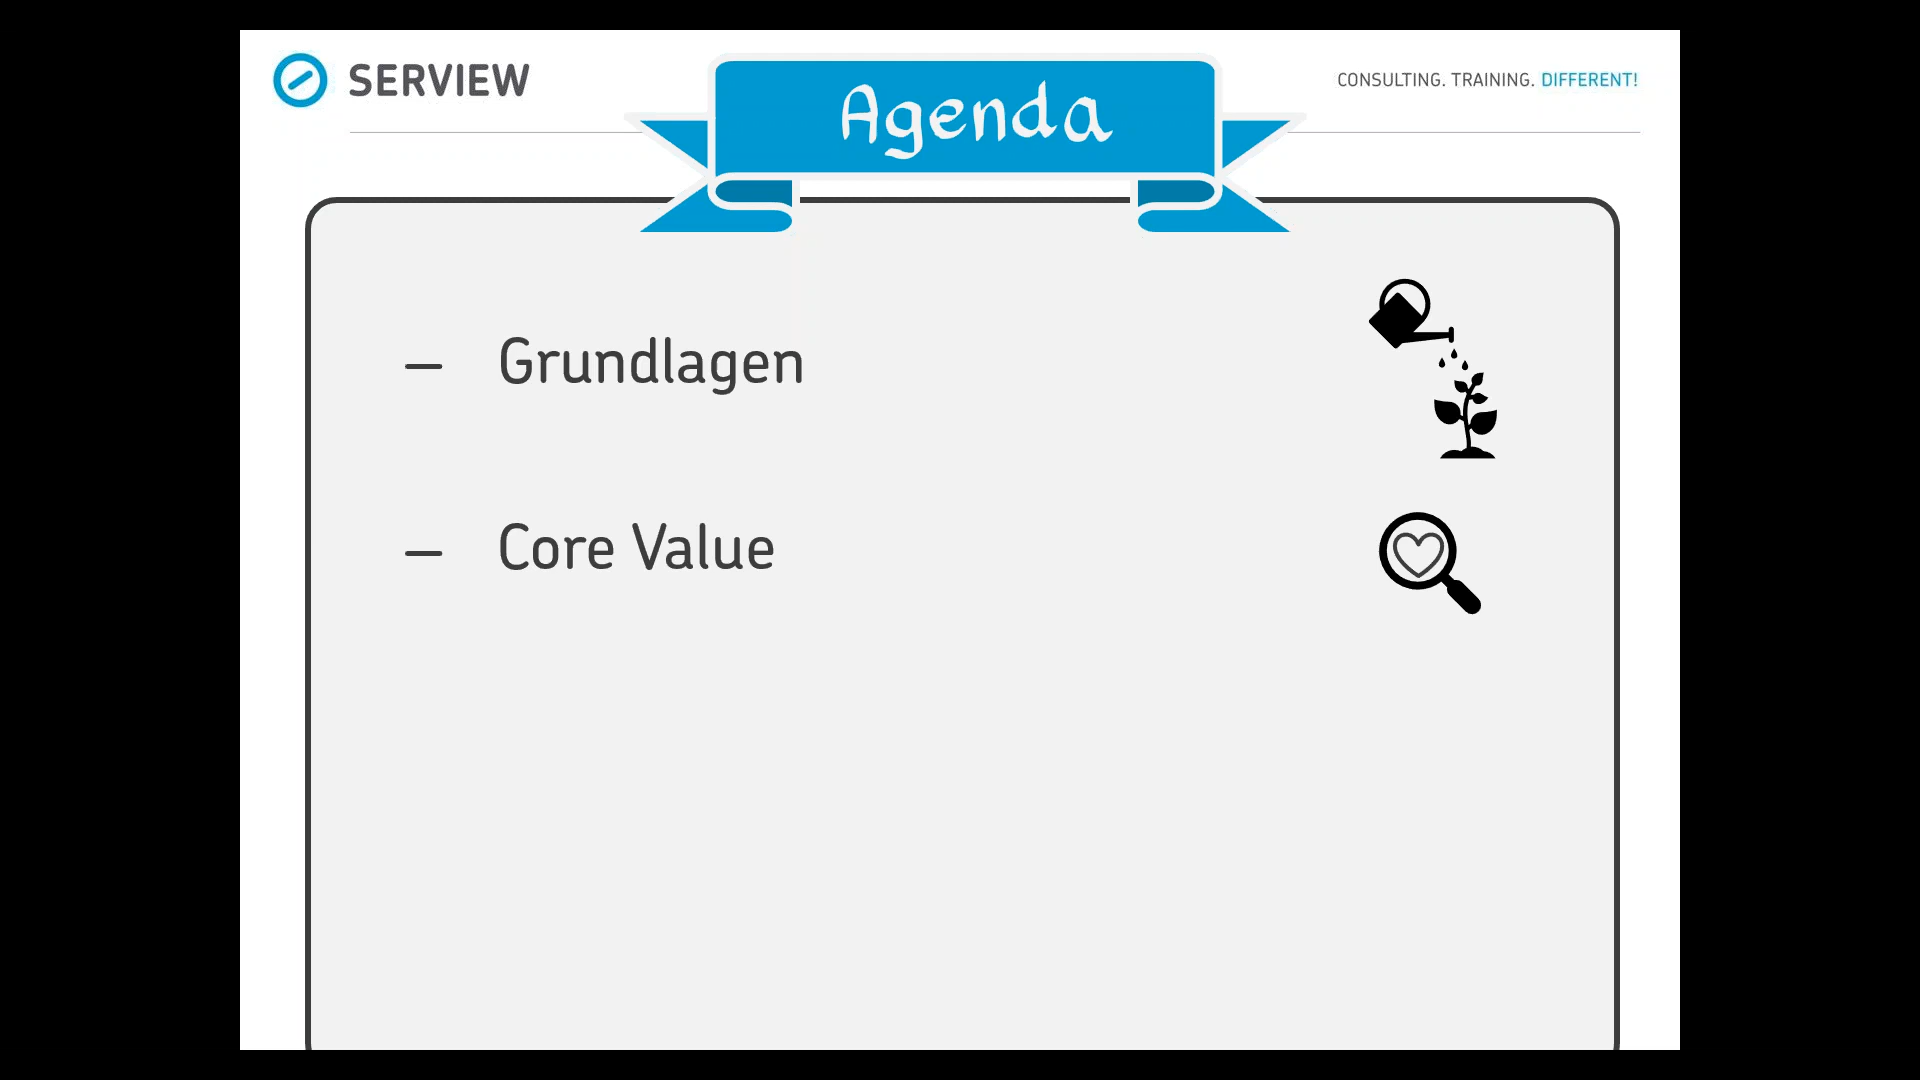 SERVIEW
Agenda
CONSULTING. TRAINING. DIFFERENT!
– Grundlagen
– Core Value